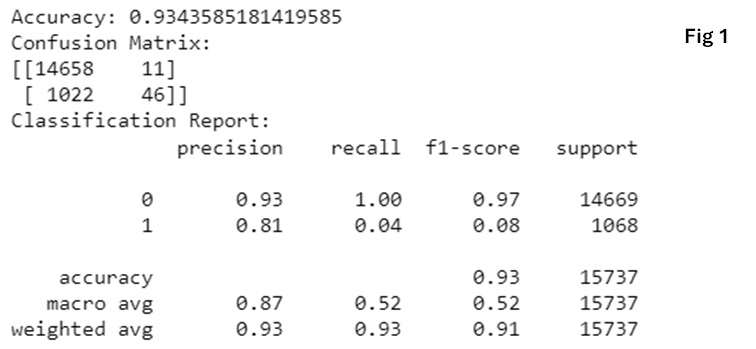 Accuracy: 0.9343585181419585
Fig 1
Confusion Matrix:
[[14658    11]
 [ 1022    46]]
Classification Report:
precision recall f1-score support
0 0.93 1.00 0.97 14669
1 0.81 0.04 0.08 1068
accuracy 0.93 15737
macro avg 0.87 0.52 0.52 15737
weighted avg 0.93 0.93 0.91 15737